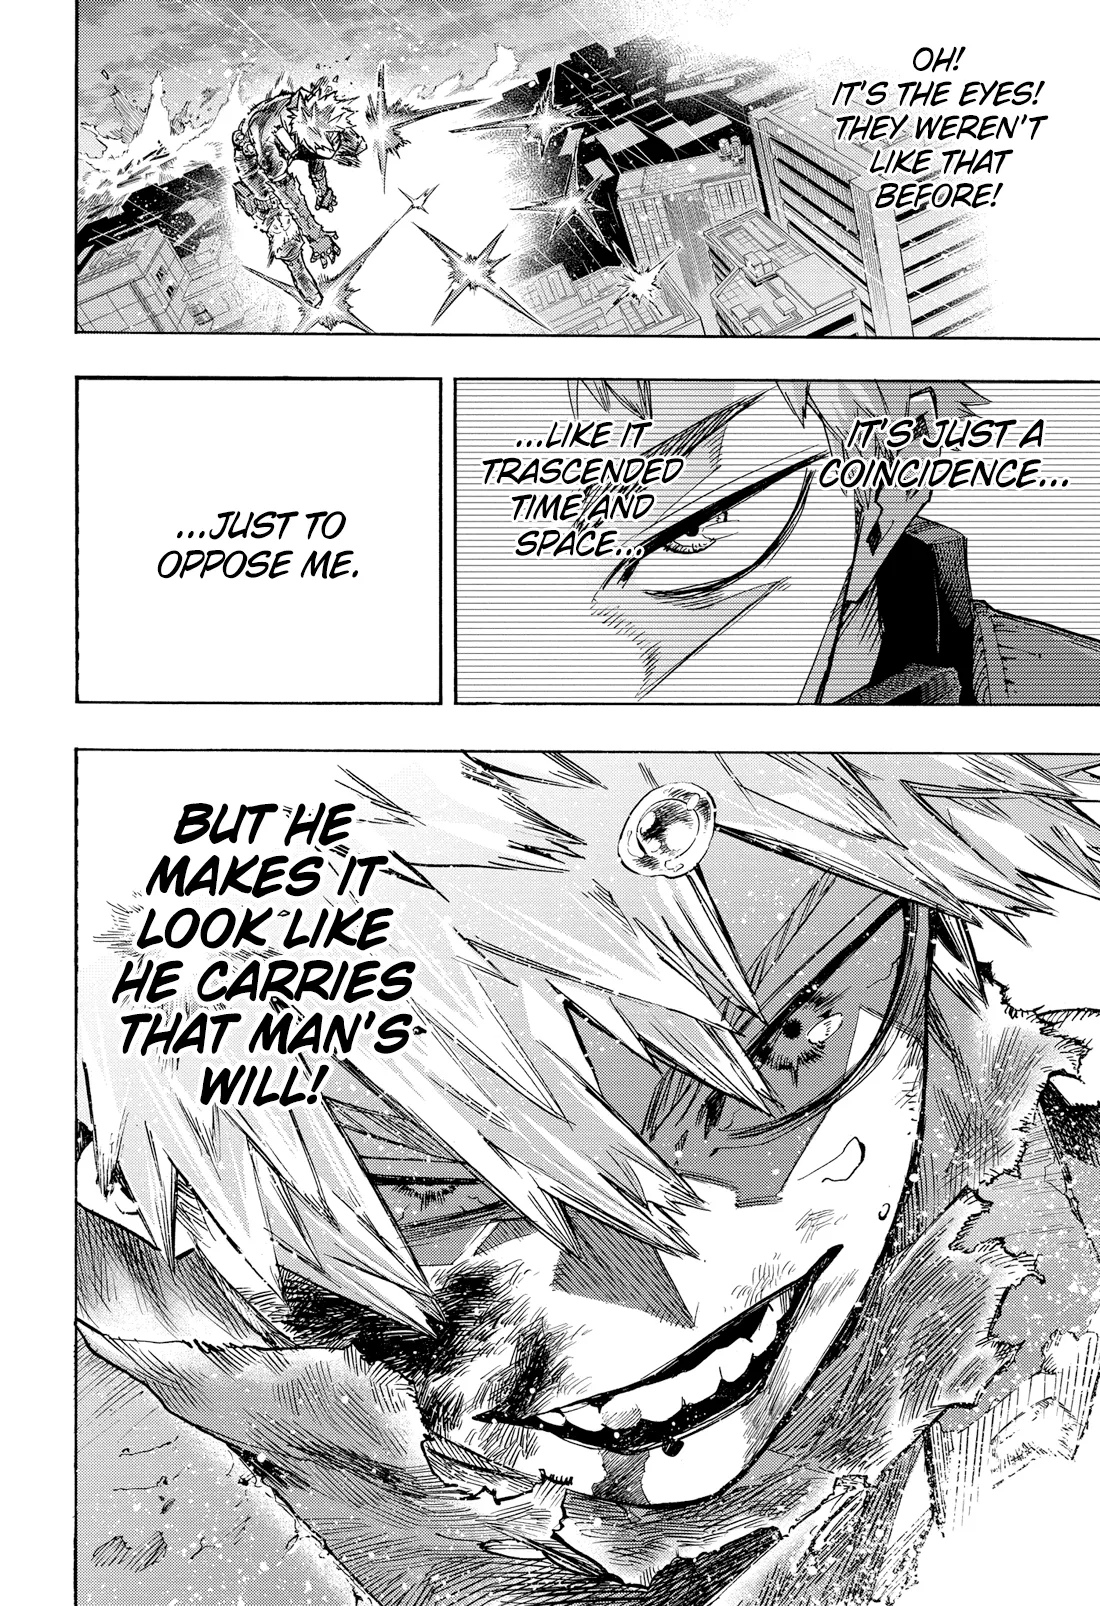 OH!
IT'S THE EYES!
THEY WEREN'T
LIKE THAT
BEFORE!
IT'S JUST A
COINCIDENCE...
...LIKE IT
TRASCENDED
TIME AND
SPACE...
...JUST TO
OPPOSE ME.
BUT HE
MAKES IT
LOOK LIKE
HE CARRIES
THAT MAN'S
WILL!